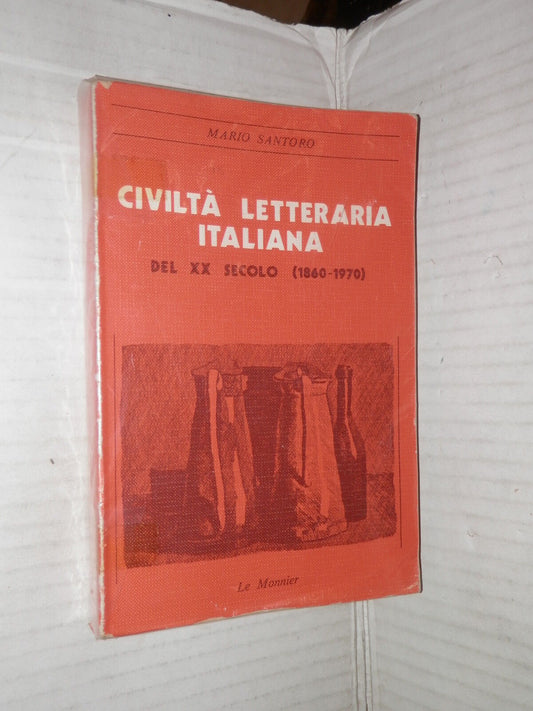 MARIO SANTORO
CIVILTÀ LETTERARIA
ITALIANA
DEL XX SECOLO (1860-1970)
Le Monnier